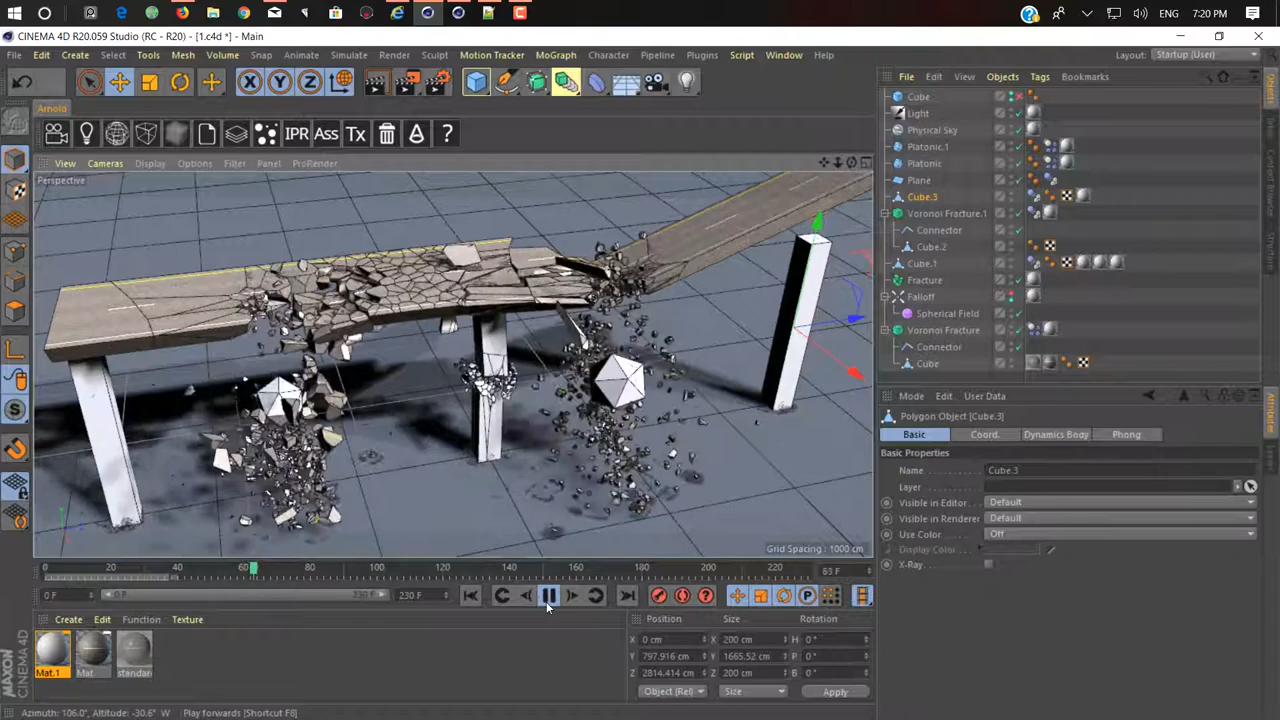 ENG 7:20 PM
CINEMA 4D R20.059 Studio (RC - R20) - [1.c4d *] - Main
File Edit Create Select Tools Mesh Volume Snap Animate Simulate Render Sculpt Motion Tracker MoGraph Character Pipeline Plugins Script Window Help Layout: Startup (User)
X Y Z
File Edit View Objects Tags Bookmarks
Arnold
IPR Ass Tx ?
View Cameras Display Options Filter Panel ProRender
Perspective
Cube
Light
Physical Sky
Platonic.1
Platonic
Plane
Cube.3
Voronoi Fracture.1
Connector
Cube.2
Cube.1
Fracture
Falloff
Spherical Field
Voronoi Fracture
Connector
Cube
Mode Edit User Data
Polygon Object [Cube.3]
Basic Coord. Dynamics Body Phong
Basic Properties
Name Cube.3
Layer
Visible in Editor Default
Visible in Renderer Default
Use Color Off
Display Color
X-Ray
Grid Spacing : 1000 cm
0 20 40 60 80 100 120 140 160 180 200 220 63 F
0 F 0 F 230 F 230 F
Create Edit Function Texture
Position Size Rotation
X 0 cm X 200 cm H 0 °
Y 797.916 cm Y 1665.52 cm P 0 °
Z 2814.414 cm Z 200 cm B 0 °
Object (Rel) Size Apply
Mat.1 Mat standard
MAXON CINEMA 4D
Azimuth: 106.0°, Altitude: -30.6° W Play forwards [Shortcut F8]
Objects
Content Browser
Structure
Attributes